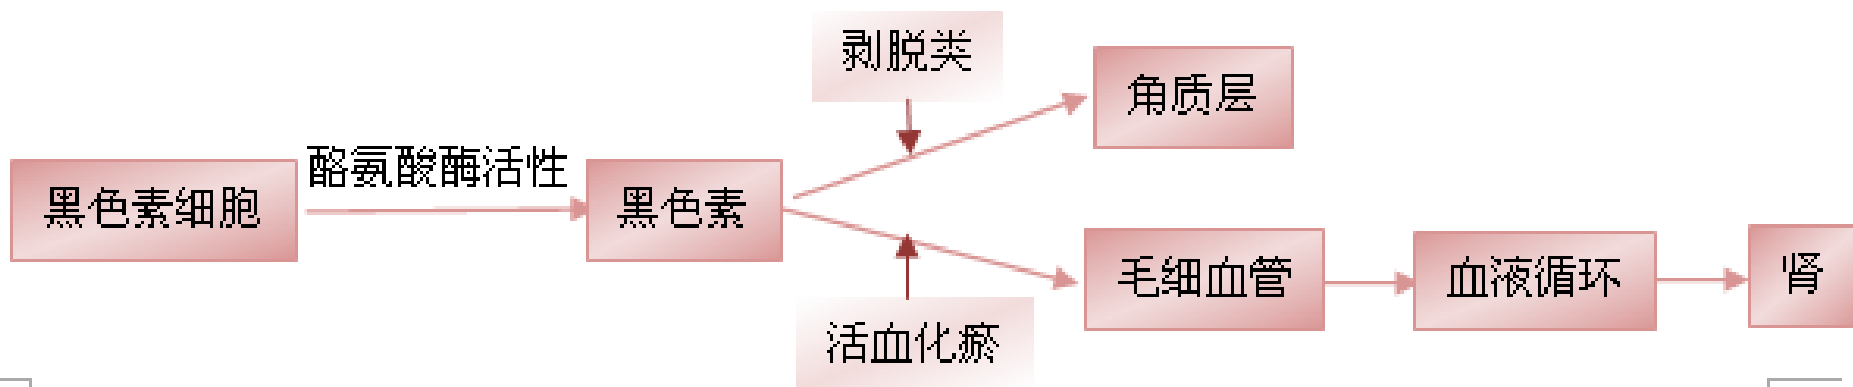 剥脱类
角质层
酪氨酸酶活性
黑色素细胞
黑色素
毛细血管
血液循环
肾
活血化瘀